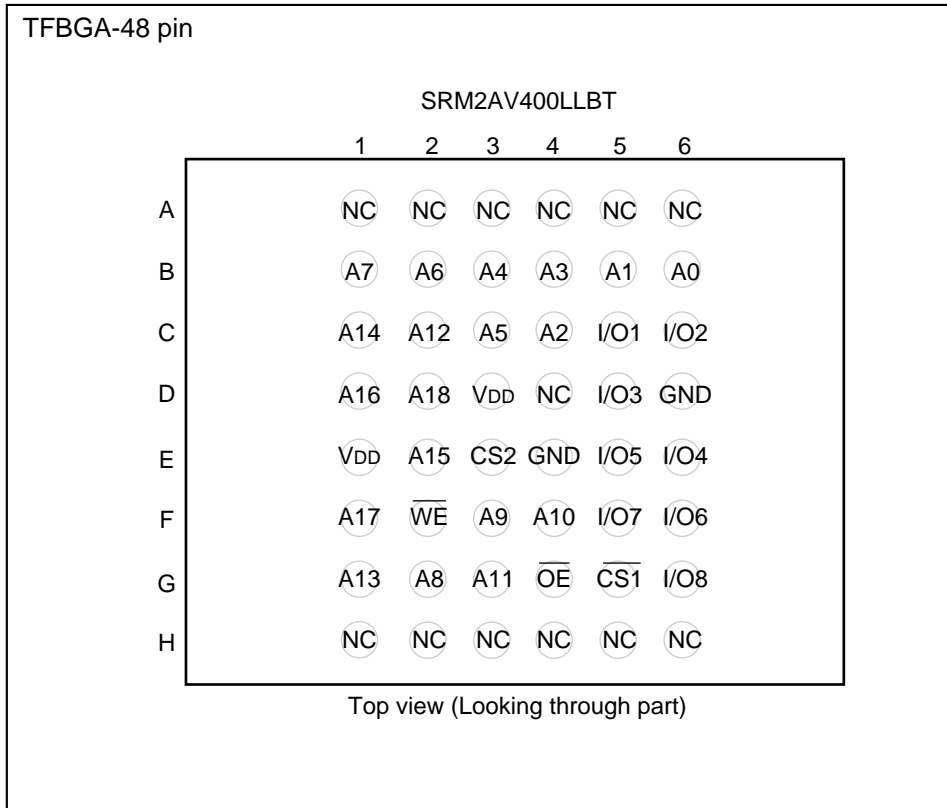 TFBGA-48 pin
SRM2AV400LLBT
1 2 3 4 5 6
A NC NC NC NC NC NC
B A7 A6 A4 A3 A1 A0
C A14 A12 A5 A2 I/O1 I/O2
D A16 A18 VDD NC I/O3 GND
E VDD A15 CS2 GND I/O5 I/O4
F A17 W̅E̅ A9 A10 I/O7 I/O6
G A13 A8 A11 O̅E̅ C̅S̅1̅ I/O8
H NC NC NC NC NC NC
Top view (Looking through part)